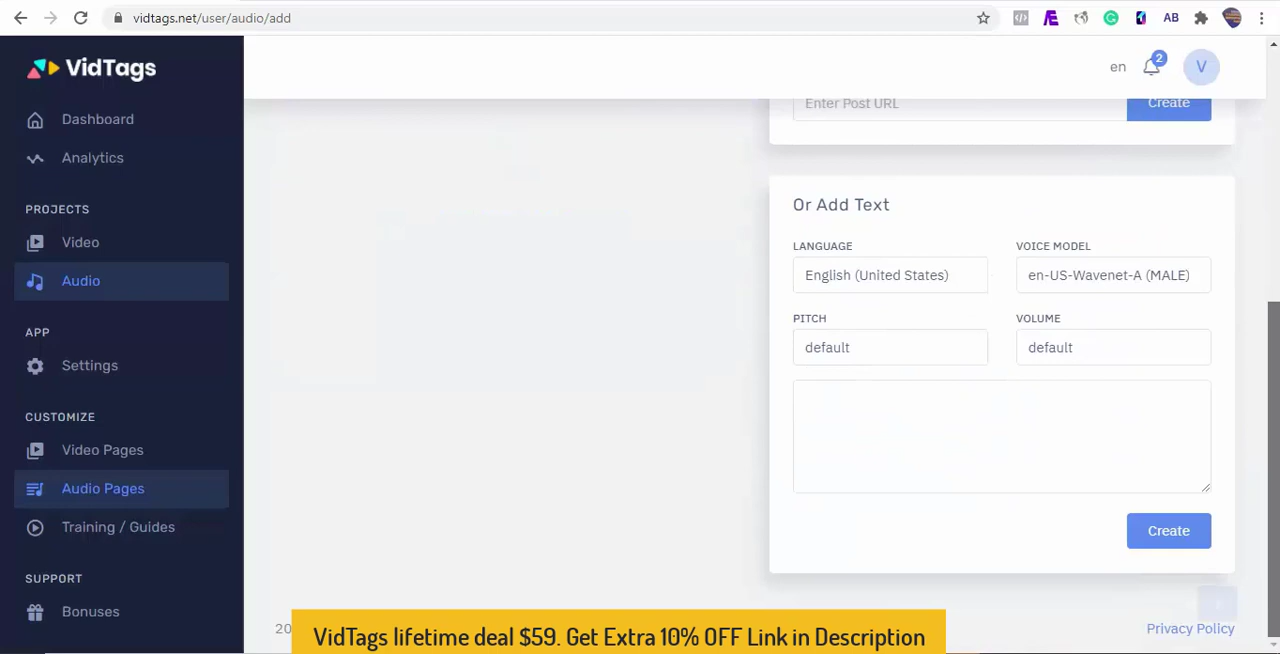 vidtags.net/user/audio/add
AB
VidTags
en
2
V
Dashboard
Analytics
PROJECTS
Video
Audio
APP
Settings
CUSTOMIZE
Video Pages
Audio Pages
Training / Guides
SUPPORT
Bonuses
Enter Post URL
Create
Or Add Text
LANGUAGE
VOICE MODEL
English (United States)
en-US-Wavenet-A (MALE)
PITCH
VOLUME
default
default
Create
20
Privacy Policy
VidTags lifetime deal $59. Get Extra 10% OFF Link in Description